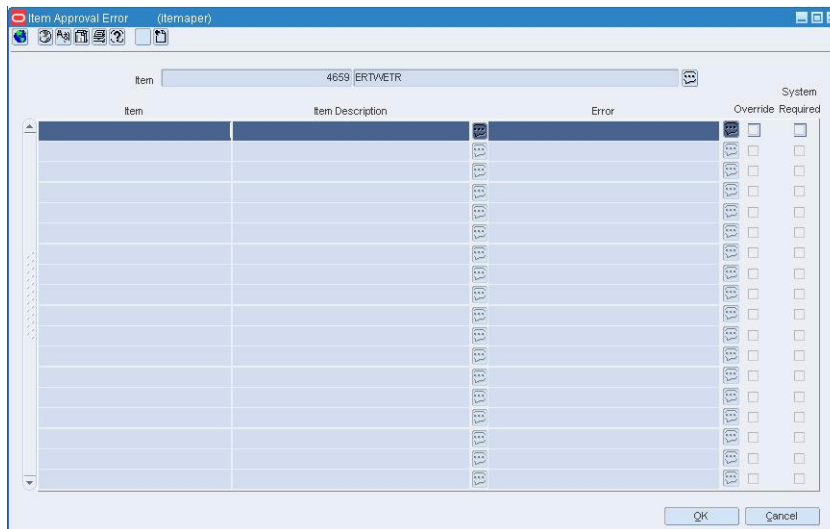 Item Approval Error (itemaper)
Item 4659 ERTWETR
System
Item Item Description Error Override Required
OK Cancel